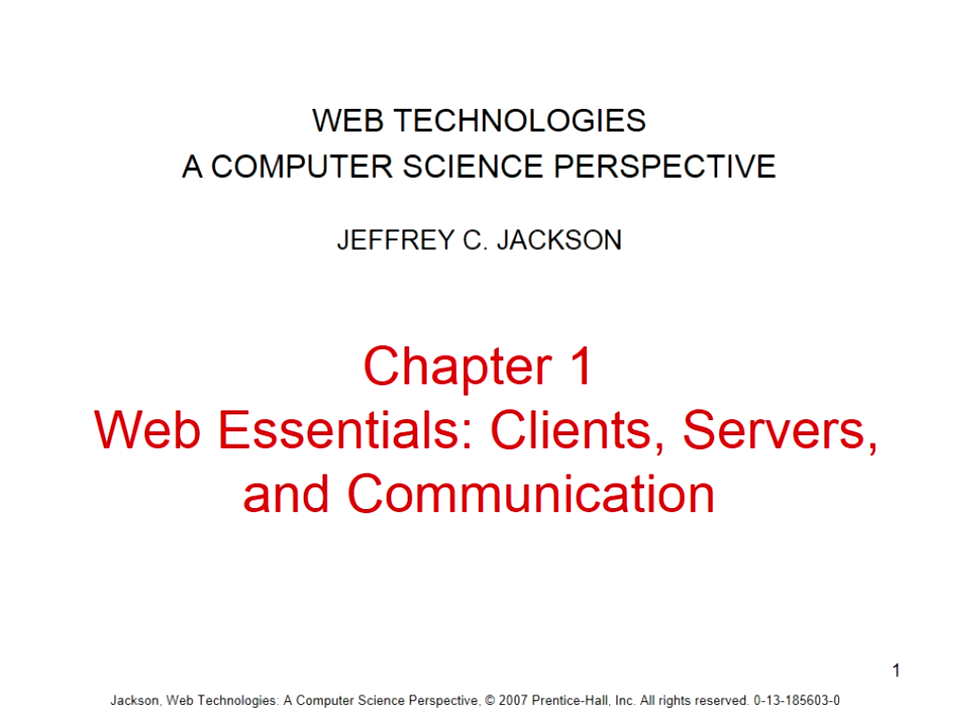 WEB TECHNOLOGIES
A COMPUTER SCIENCE PERSPECTIVE
JEFFREY C. JACKSON
Chapter 1
Web Essentials: Clients, Servers,
and Communication
1
Jackson, Web Technologies: A Computer Science Perspective, © 2007 Prentice-Hall, Inc. All rights reserved. 0-13-185603-0